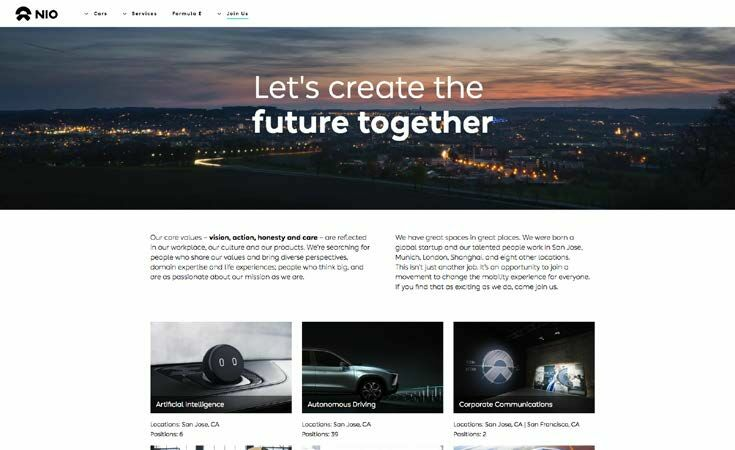 NIO
Cars
Services
Formula E
Join Us
Let's create the
future together
Our core values – vision, action, honesty and care – are reflected
in our workplace, our culture and our products. We're searching for
people who share our values and bring diverse perspectives,
domain expertise and life experiences; people who think big, and
are as passionate about our mission as we are.
We have great spaces in great places. We were born a
global startup and our talented people work in San Jose,
Munich, London, Shanghai, and eight other locations.
This isn't just another job. It's an opportunity to join a
movement to change the mobility experience for everyone.
If you find that as exciting as we do, come join us.
Artificial Intelligence
Locations: San Jose, CA
Positions: 6
Autonomous Driving
Locations: San Jose, CA
Positions: 39
Corporate Communications
Locations: San Jose, CA | San Francisco, CA
Positions: 2